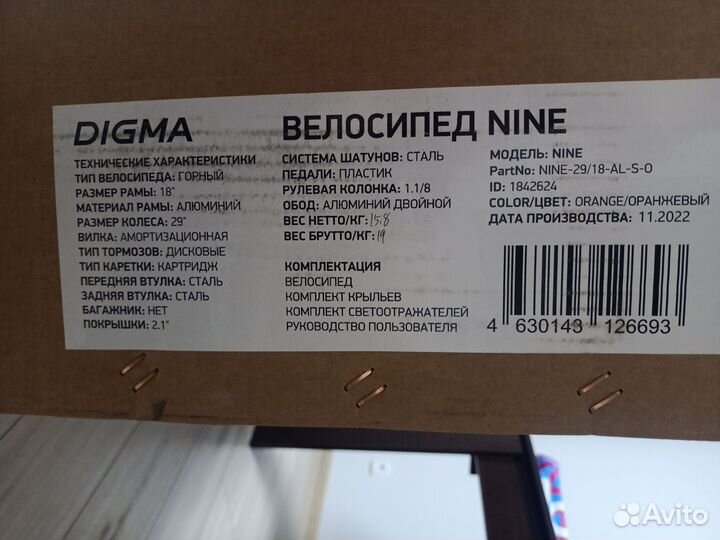 DIGMA
ТЕХНИЧЕСКИЕ ХАРАКТЕРИСТИКИ
ТИП ВЕЛОСИПЕДА: ГОРНЫЙ
РАЗМЕР РАМЫ: 18"
МАТЕРИАЛ РАМЫ: АЛЮМИНИЙ
РАЗМЕР КОЛЕСА: 29"
ВИЛКА: АМОРТИЗАЦИОННАЯ
ТИП ТОРМОЗОВ: ДИСКОВЫЕ
ТИП КАРЕТКИ: КАРТРИДЖ
ПЕРЕДНЯЯ ВТУЛКА: СТАЛЬ
ЗАДНЯЯ ВТУЛКА: СТАЛЬ
БАГАЖНИК: НЕТ
ПОКРЫШКИ: 2.1"
ВЕЛОСИПЕД NINE
СИСТЕМА ШАТУНОВ: СТАЛЬ
ПЕДАЛИ: ПЛАСТИК
РУЛЕВАЯ КОЛОНКА: 1.1/8
ОБОД: АЛЮМИНИЙ ДВОЙНОЙ
ВЕС НЕТТО/КГ: 15.8
ВЕС БРУТТО/КГ: 19
КОМПЛЕКТАЦИЯ
ВЕЛОСИПЕД
КОМПЛЕКТ КРЫЛЬЕВ
КОМПЛЕКТ СВЕТООТРАЖАТЕЛЕЙ
РУКОВОДСТВО ПОЛЬЗОВАТЕЛЯ
МОДЕЛЬ: NINE
PartNo: NINE-29/18-AL-S-O
ID: 1842624
COLOR/ЦВЕТ: ORANGE/ОРАНЖЕВЫЙ
ДАТА ПРОИЗВОДСТВА: 11.2022
4 630143 126693
Avito